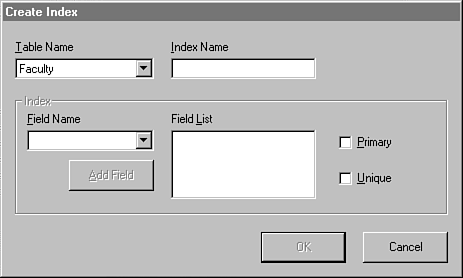 Create Index
Table Name
Index Name
Faculty
Index
Field Name
Field List
Add Field
Primary
Unique
OK
Cancel